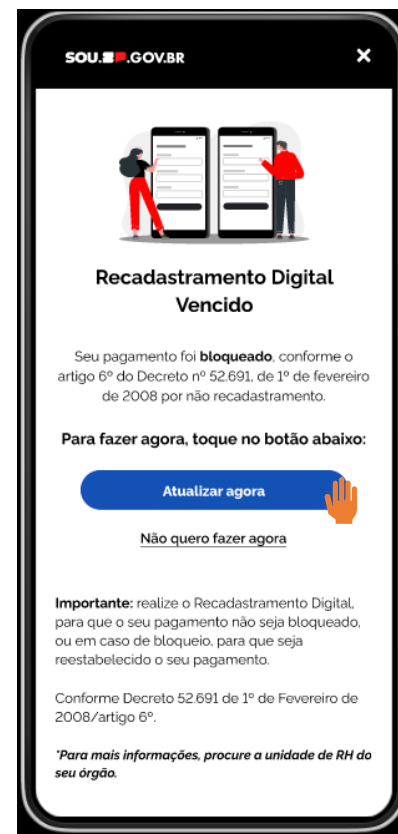 SOU.SP.GOV.BR
Recadastramento Digital
Vencido
Seu pagamento foi bloqueado, conforme o
artigo 6º do Decreto nº 52.691, de 1º de fevereiro
de 2008 por não recadastramento.
Para fazer agora, toque no botão abaixo:
Atualizar agora
Não quero fazer agora
Importante: realize o Recadastramento Digital,
para que o seu pagamento não seja bloqueado,
ou em caso de bloqueio, para que seja
reestabelecido o seu pagamento.
Conforme Decreto 52.691 de 1º de Fevereiro de
2008/artigo 6º.
*Para mais informações, procure a unidade de RH do
seu órgão.